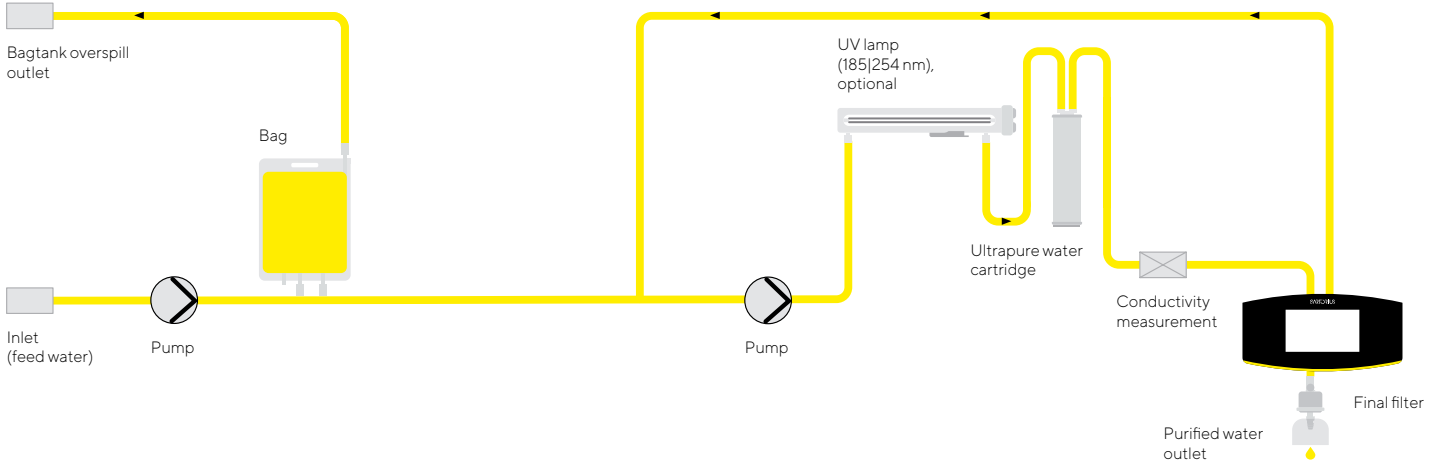 Bagtank overspill
outlet
UV lamp
(185|254 nm),
optional
Bag
Ultrapure water
cartridge
Conductivity
measurement
SARTORIUS
Inlet
(feed water)
Pump
Pump
Final filter
Purified water
outlet